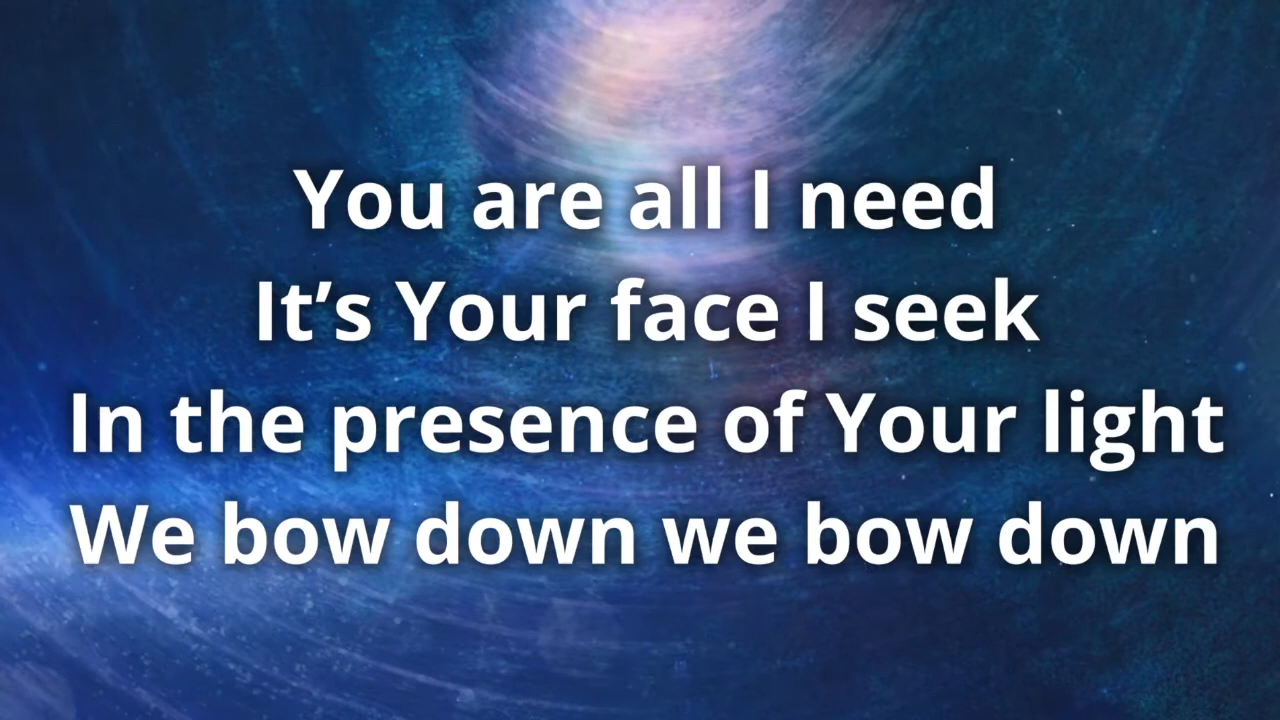 You are all I need
It’s Your face I seek
In the presence of Your light
We bow down we bow down